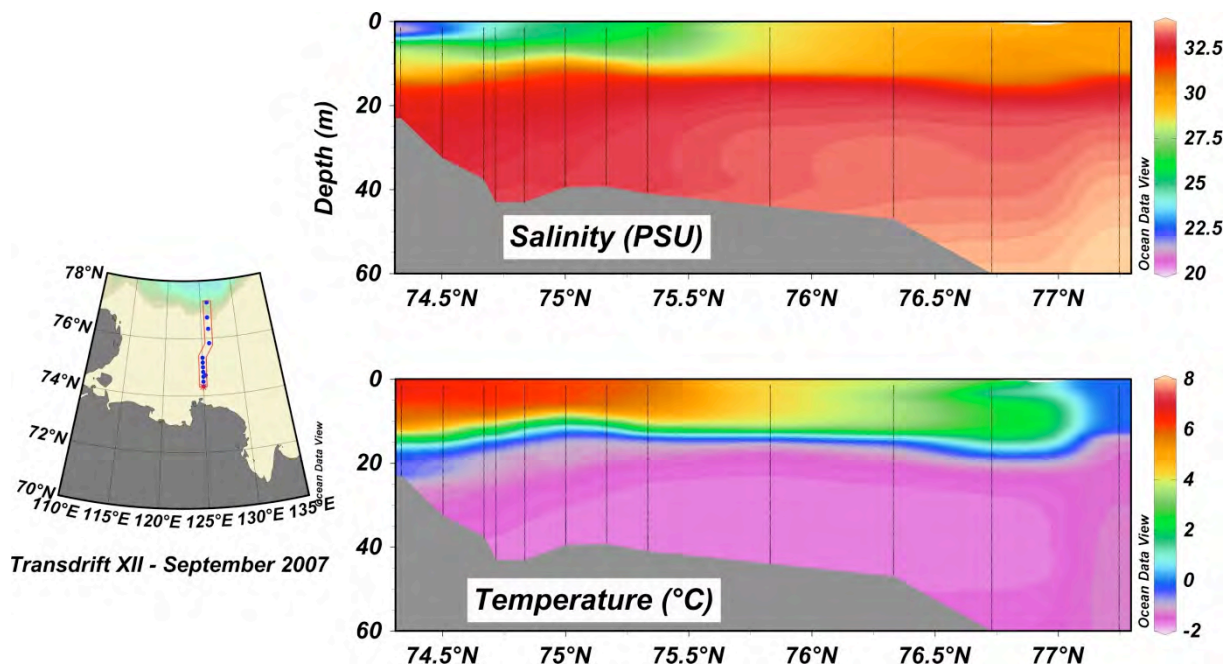 0
20
40
60
Depth (m)
Salinity (PSU)
74.5°N 75°N 75.5°N 76°N 76.5°N 77°N
32.5
30
27.5
25
22.5
20
Ocean Data View
78°N
76°N
74°N
72°N
70°N
110°E 115°E 120°E 125°E 130°E 135°E
Ocean Data View
Transdrift XII - September 2007
0
20
40
60
Temperature (°C)
74.5°N 75°N 75.5°N 76°N 76.5°N 77°N
8
6
4
2
0
-2
Ocean Data View